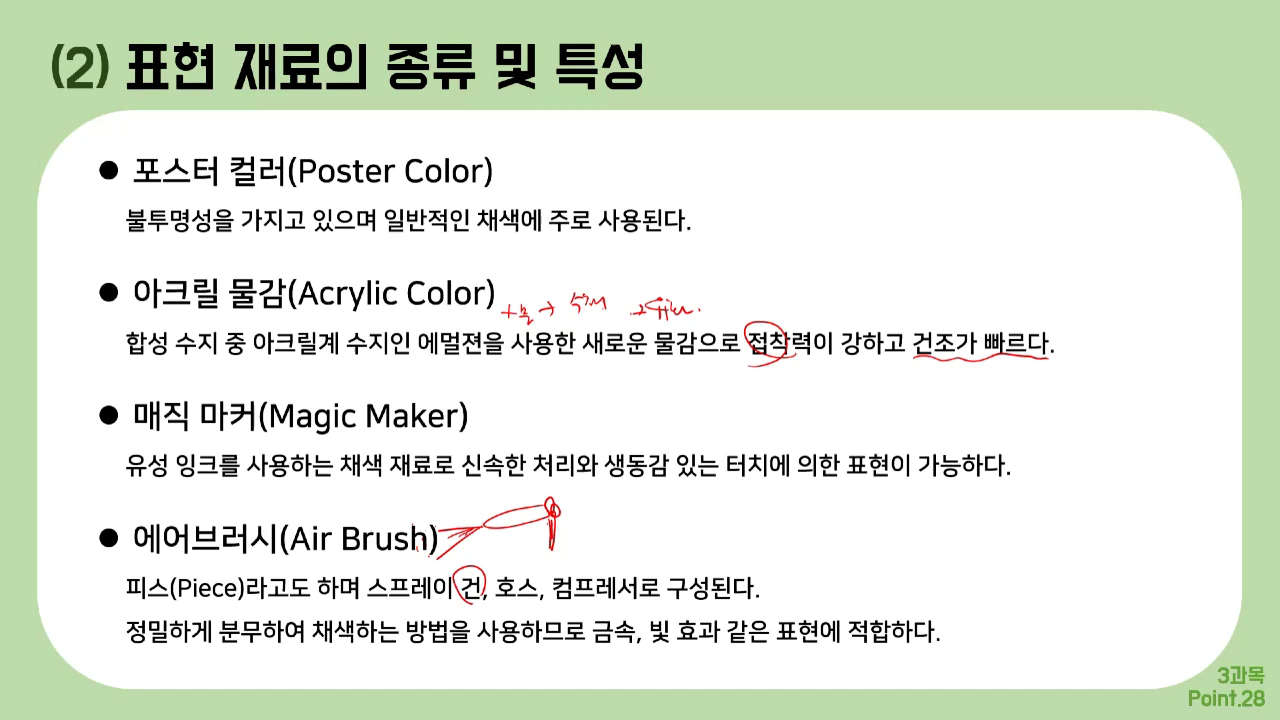 (2) 표현 재료의 종류 및 특성
● 포스터 컬러(Poster Color)
불투명성을 가지고 있으며 일반적인 채색에 주로 사용된다.
● 아크릴 물감(Acrylic Color)
+물 →
합성 수지 중 아크릴계 수지인 에멀젼을 사용한 새로운 물감으로 접착력이 강하고 건조가 빠르다.
● 매직 마커(Magic Maker)
유성 잉크를 사용하는 채색 재료로 신속한 처리와 생동감 있는 터치에 의한 표현이 가능하다.
● 에어브러시(Air Brush)
피스(Piece)라고도 하며 스프레이 건, 호스, 컴프레서로 구성된다.
정밀하게 분무하여 채색하는 방법을 사용하므로 금속, 빛 효과 같은 표현에 적합하다.
3과목
Point.28